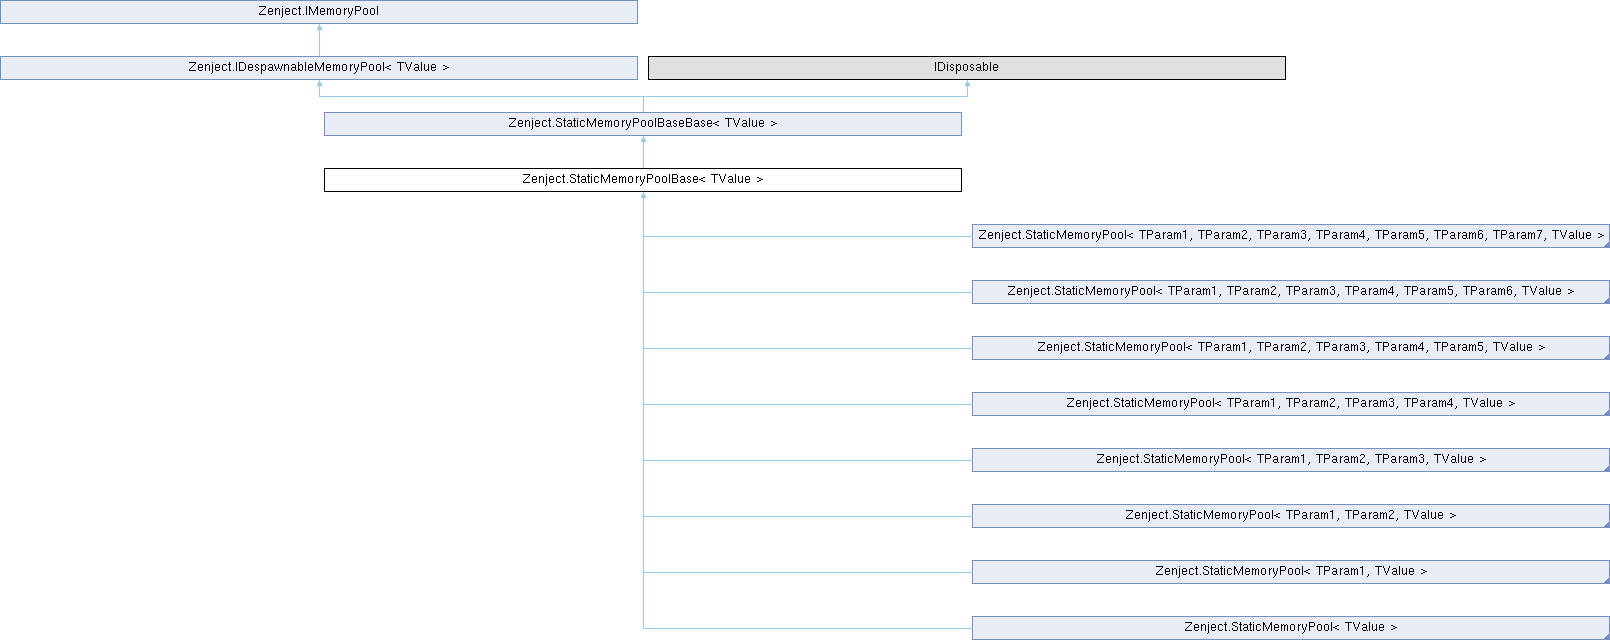 Zenject.IMemoryPool
Zenject.IDespawnableMemoryPool< TValue >
IDisposable
Zenject.StaticMemoryPoolBaseBase< TValue >
Zenject.StaticMemoryPoolBase< TValue >
Zenject.StaticMemoryPool< TParam1, TParam2, TParam3, TParam4, TParam5, TParam6, TParam7, TValue >
Zenject.StaticMemoryPool< TParam1, TParam2, TParam3, TParam4, TParam5, TParam6, TValue >
Zenject.StaticMemoryPool< TParam1, TParam2, TParam3, TParam4, TParam5, TValue >
Zenject.StaticMemoryPool< TParam1, TParam2, TParam3, TParam4, TValue >
Zenject.StaticMemoryPool< TParam1, TParam2, TParam3, TValue >
Zenject.StaticMemoryPool< TParam1, TParam2, TValue >
Zenject.StaticMemoryPool< TParam1, TValue >
Zenject.StaticMemoryPool< TValue >